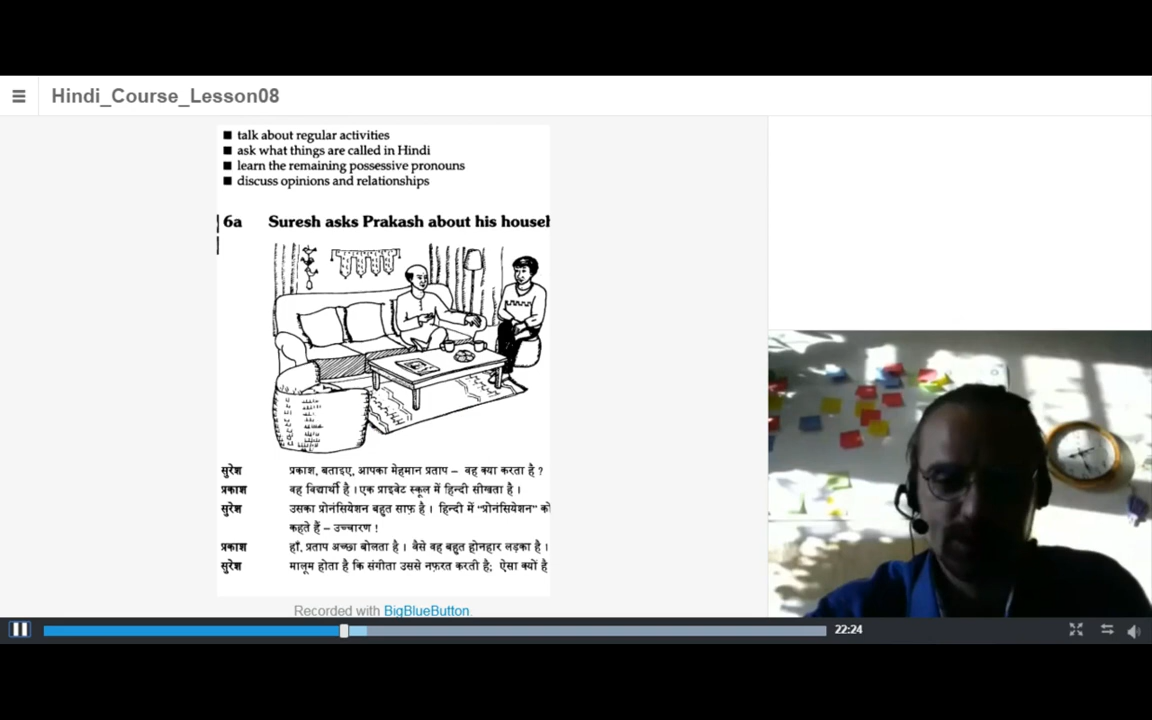 Hindi_Course_Lesson08
■ talk about regular activities
■ ask what things are called in Hindi
■ learn the remaining possessive pronouns
■ discuss opinions and relationships
6a Suresh asks Prakash about his househ
सुरेश प्रकाश, बताइए, आपका मेहमान प्रताप – वह क्या करता है ?
प्रकाश वह विद्यार्थी है । एक प्राइवेट स्कूल में हिन्दी सीखता है ।
सुरेश उसका प्रोनंसियेशन बहुत साफ़ है । हिन्दी में “प्रोनंसियेशन” को
कहते हैं – उच्चारण !
प्रकाश हाँ, प्रताप अच्छा बोलता है । वैसे वह बहुत होनहार लड़का है ।
सुरेश मालूम होता है कि संगीता उससे नफ़रत करती है; ऐसा क्यों है
Recorded with BigBlueButton.
22:24